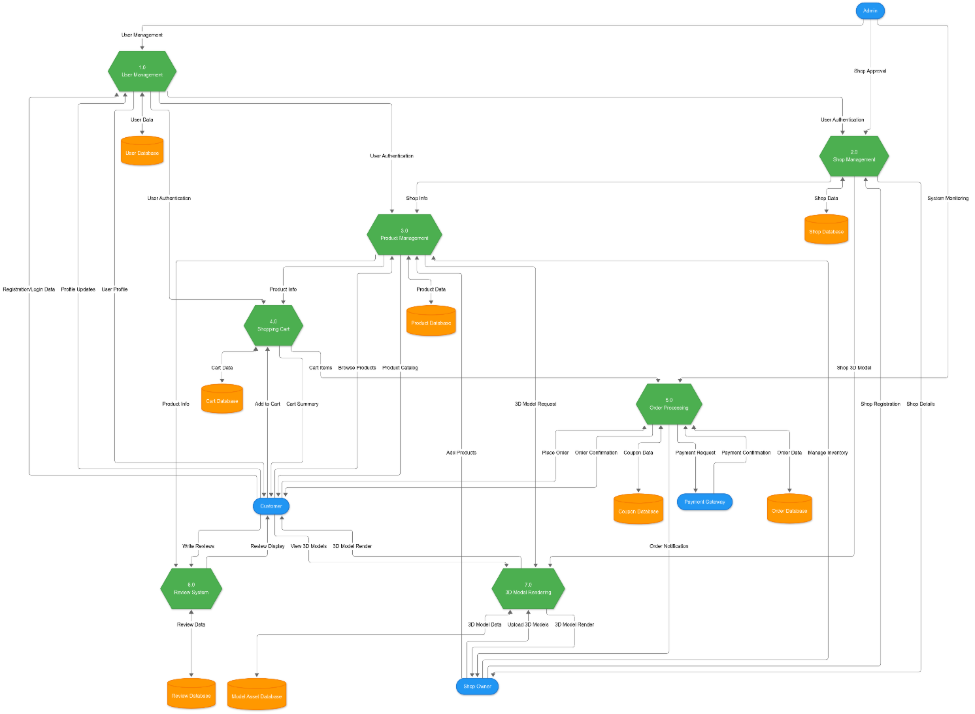 Admin
User Management
1.0
User Management
Shop Approval
User Data
User Authentication
User Database
User Authentication
2.0
Shop Management
User Authentication
Shop Info
Shop Data
System Monitoring
3.0
Product Management
Shop Database
Registration/Login Data
Profile Updates
User Profile
Product Info
Product Data
4.0
Shopping Cart
Product Database
Cart Data
Cart Items
Browse Products
Product Catalog
Shop 3D Model
Cart Database
Product Info
Add to Cart
Cart Summary
3D Model Request
5.0
Order Processing
Shop Registration
Shop Details
Add Products
Place Order
Order Confirmation
Coupon Data
Payment Request
Payment Confirmation
Order Data
Manage Inventory
Customer
Coupon Database
Payment Gateway
Order Database
Write Reviews
Review Display
View 3D Models
3D Model Render
Order Notification
6.0
Review System
7.0
3D Model Rendering
Review Data
3D Model Data
Upload 3D Models
3D Model Render
Review Database
Model Asset Database
Shop Owner